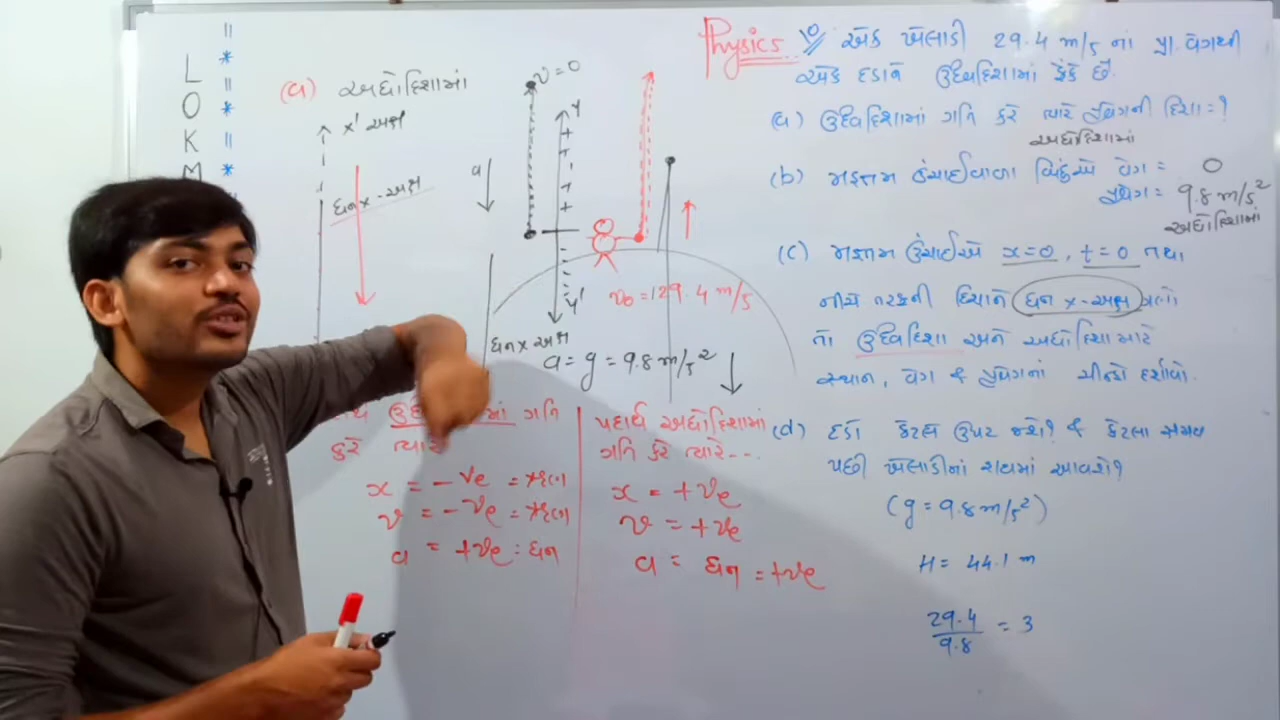 L
O
K
M
(a) અધોદિશામાં
x' અક્ષ
ધન x - અક્ષ
v = 0
Y
a
Y'
v₀ = 29.4 m/s
ધન x અક્ષ
a = g = 9.8 m/s²
ગતિ
કરે ત્યારે
x = -ve = ઋણ
v = -ve = ઋણ
a = +ve = ધન
પદાર્થ અધોદિશામાં
ગતિ કરે ત્યારે---
x = +ve
v = +ve
a = ધન = +ve
Physics 10 એક ખેલાડી 29.4 m/s નાં પ્રા. વેગથી
એક દડાને ઉર્ધ્વદિશામાં ફેંકે છે.
(a) ઉર્ધ્વદિશામાં ગતિ કરે ત્યારે પ્રવેગની દિશા = ?
અધોદિશામાં
(b) મહત્તમ ઉંચાઈવાળા બિંદુએ વેગ = 0
પ્રવેગ = 9.8 m/s²
અધોદિશામાં
(c) મહત્તમ ઉંચાઈએ x=0, t=0 તથા
નીચે તરફની દિશાને ધન x-અક્ષ
તો ઉર્ધ્વદિશા અને અધોદિશા માટે
સ્થાન, વેગ & પ્રવેગનાં ચીન્હો દર્શાવો.
(d) દડો કેટલે ઉપર જશે? & કેટલા સમય
પછી ખેલાડીનાં હાથમાં આવશે?
(g = 9.8 m/s²)
H = 44.1 m
29.4
9.8 = 3